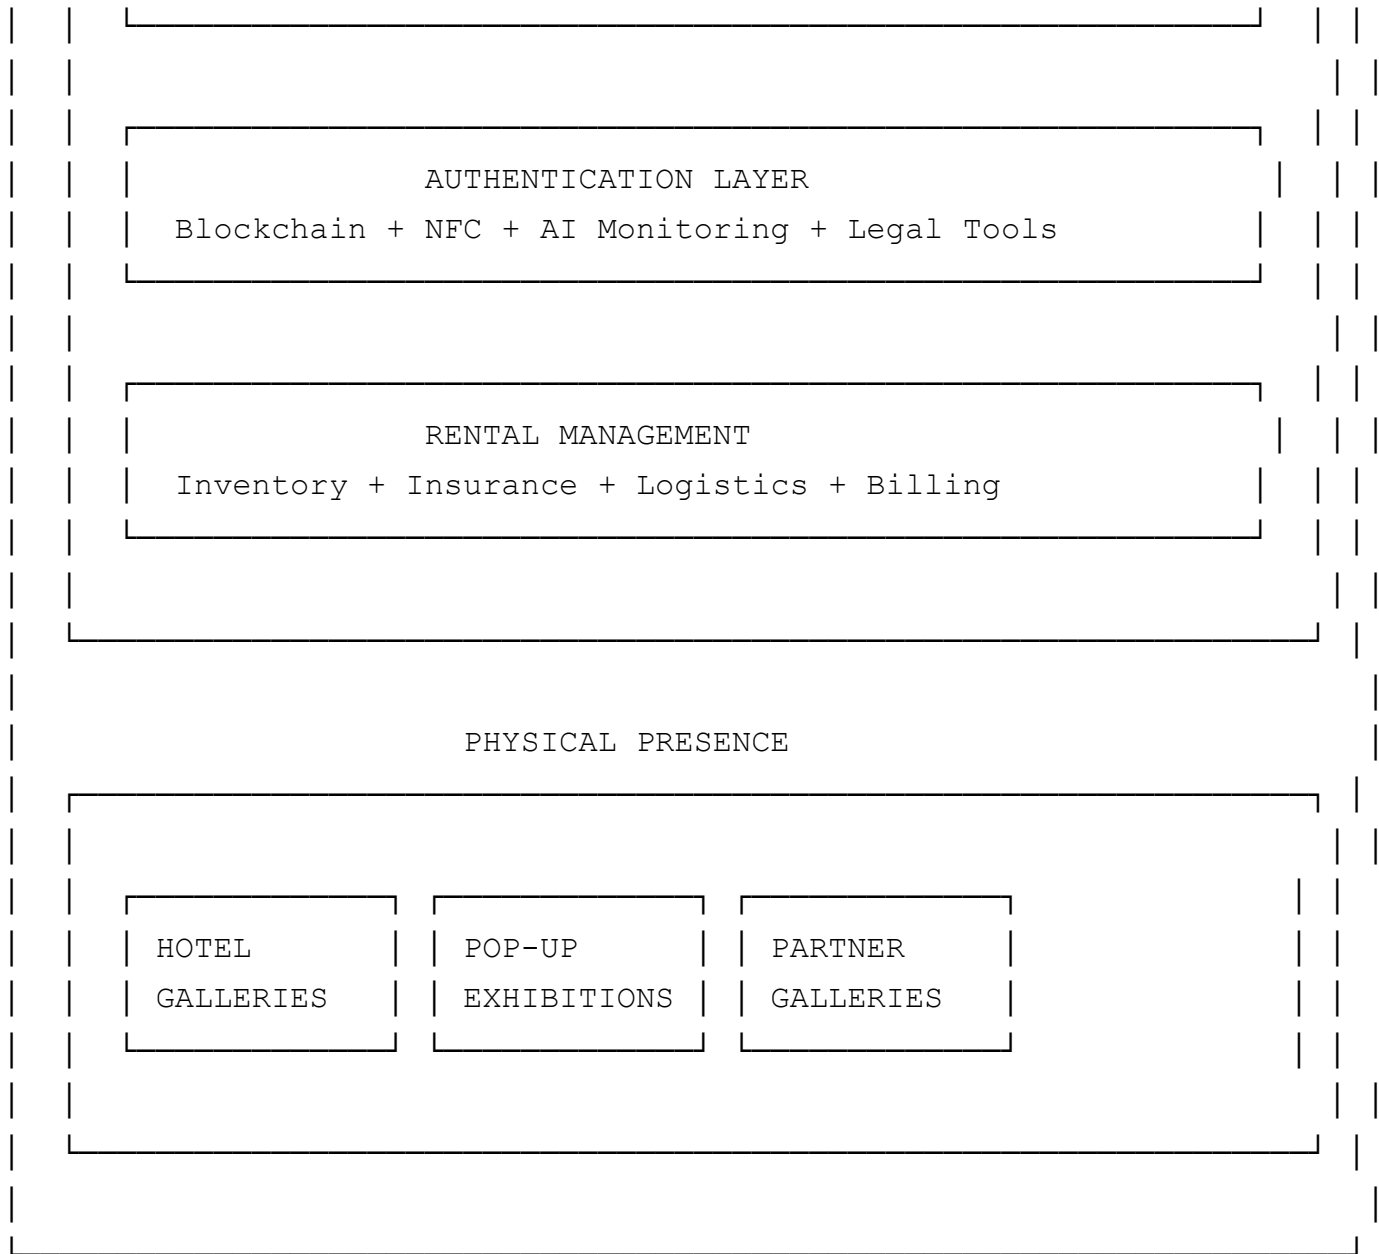 AUTHENTICATION LAYER
Blockchain + NFC + AI Monitoring + Legal Tools
RENTAL MANAGEMENT
Inventory + Insurance + Logistics + Billing
PHYSICAL PRESENCE
HOTEL POP-UP PARTNER
GALLERIES EXHIBITIONS GALLERIES